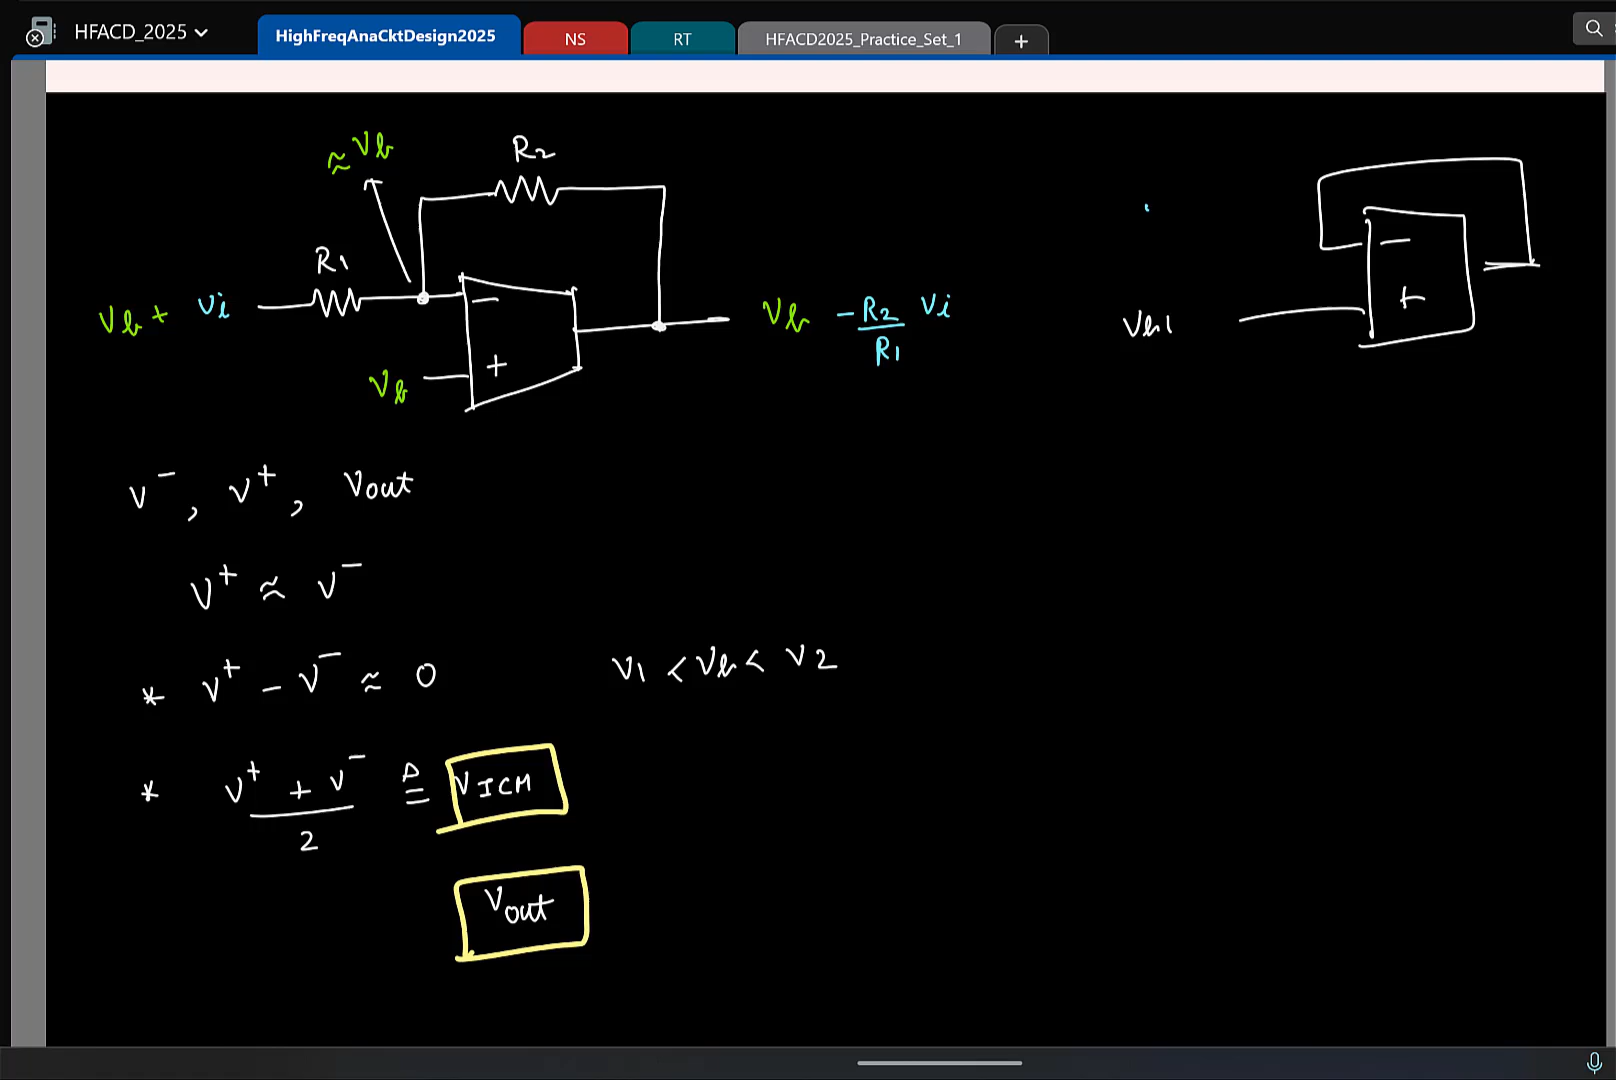 HFACD_2025
HighFreqAnaCktDesign2025 NS RT HFACD2025_Practice_Set_1 +
≈ Vb
R2
R1
Vb + vi
−
+
Vb
Vb - R2/R1 vi
−
+
Vb1
V⁻, V⁺, Vout
V⁺ ≈ V⁻
* V⁺ - V⁻ ≈ 0
V1 < Vb < V2
* (V⁺ + V⁻)/2 ≜ VICM
Vout